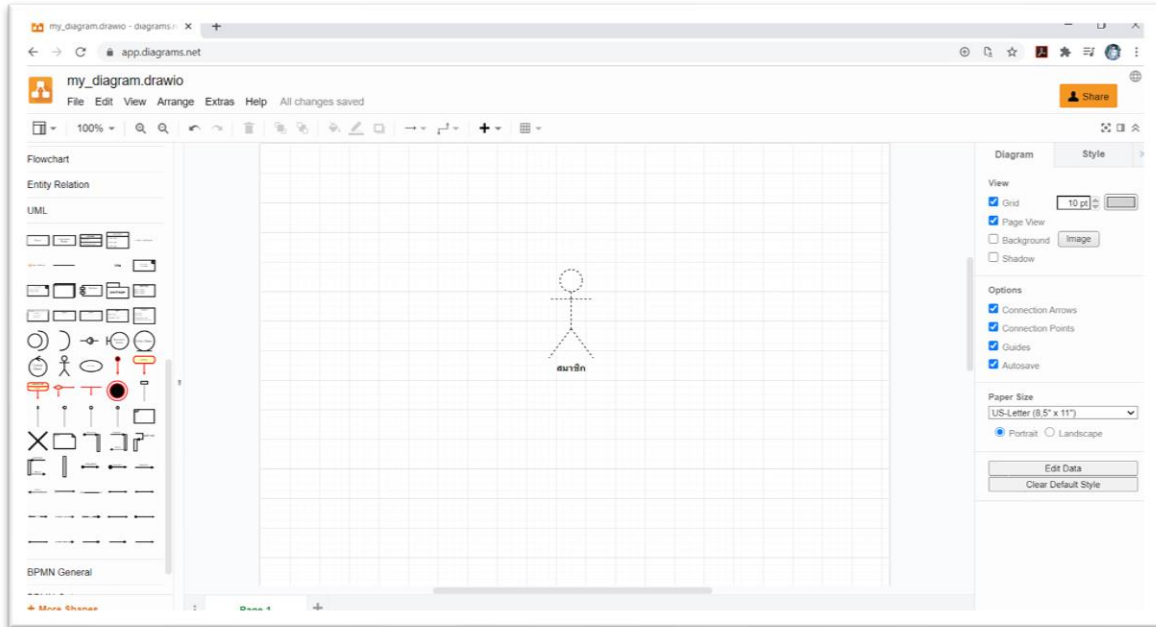 my_diagram.drawio - diagrams.n
app.diagrams.net
my_diagram.drawio
File Edit View Arrange Extras Help All changes saved
Share
100%
Flowchart
Entity Relation
UML
BPMN General
+ More Shapes
สมาชิก
Page-1
Diagram Style
View
Grid 10 pt
Page View
Background Image
Shadow
Options
Connection Arrows
Connection Points
Guides
Autosave
Paper Size
US-Letter (8,5" x 11")
Portrait Landscape
Edit Data
Clear Default Style